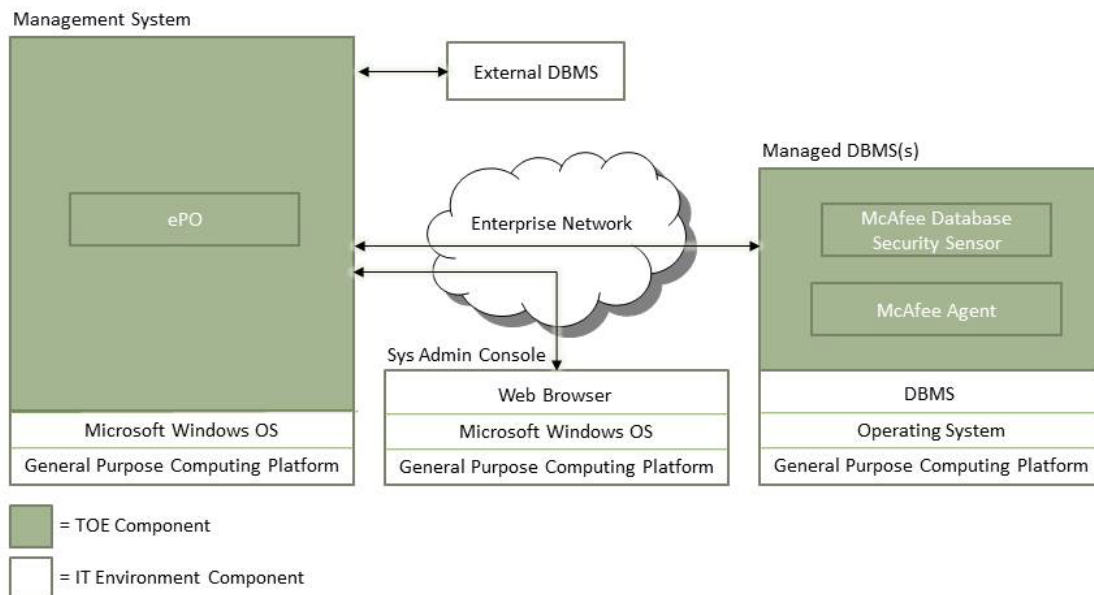 Management System
External DBMS
Managed DBMS(s)
ePO
Enterprise Network
McAfee Database
Security Sensor
McAfee Agent
Sys Admin Console
Web Browser
Microsoft Windows OS
General Purpose Computing Platform
Microsoft Windows OS
General Purpose Computing Platform
DBMS
Operating System
General Purpose Computing Platform
= TOE Component
= IT Environment Component